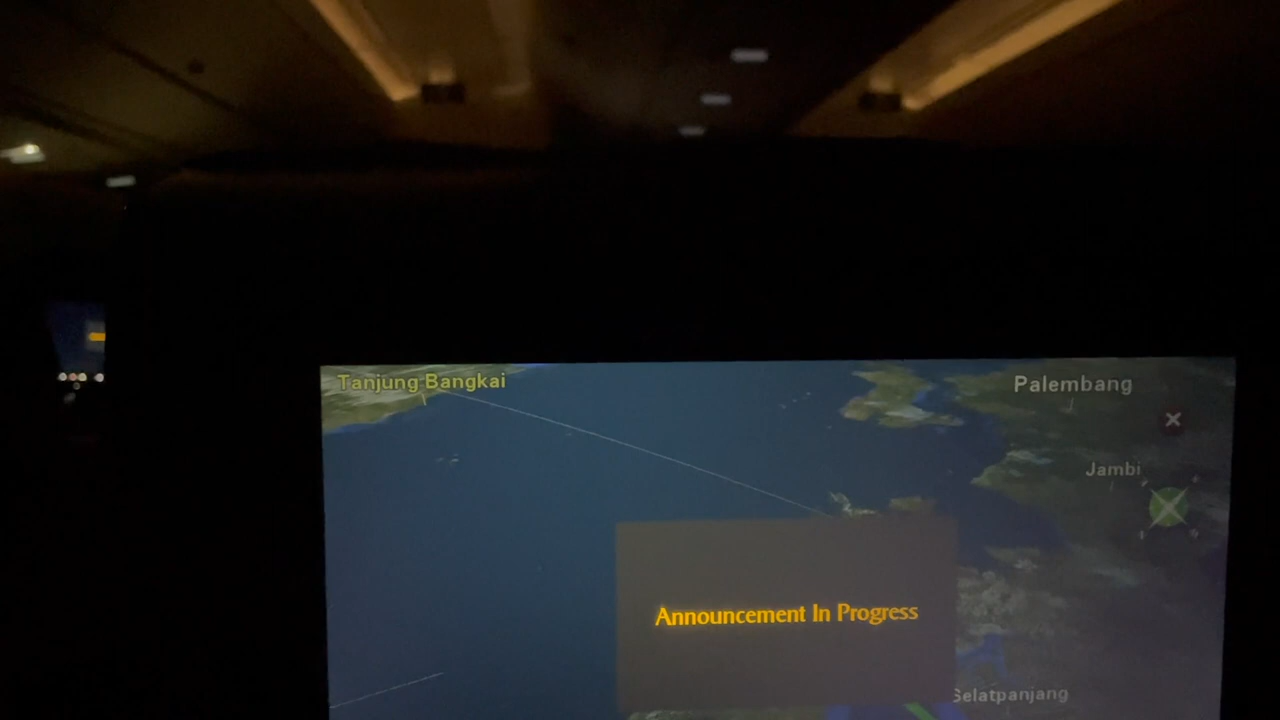 Tanjung Bangkai
Palembang
Jambi
Announcement In Progress
Selatpanjang